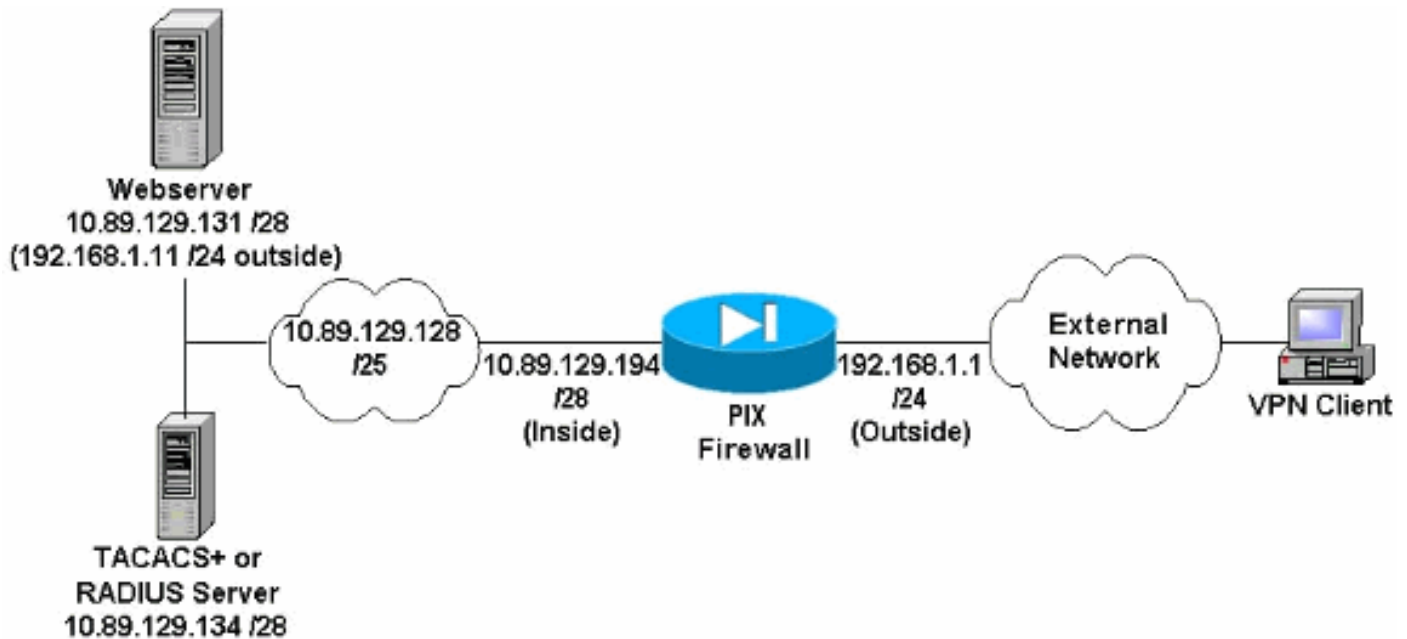 Webserver
10.89.129.131 /28
(192.168.1.11 /24 outside)
10.89.129.128
/25
10.89.129.194
/28
(Inside)
PIX
Firewall
192.168.1.1
/24
(Outside)
External
Network
VPN Client
TACACS+ or
RADIUS Server
10.89.129.134 /28